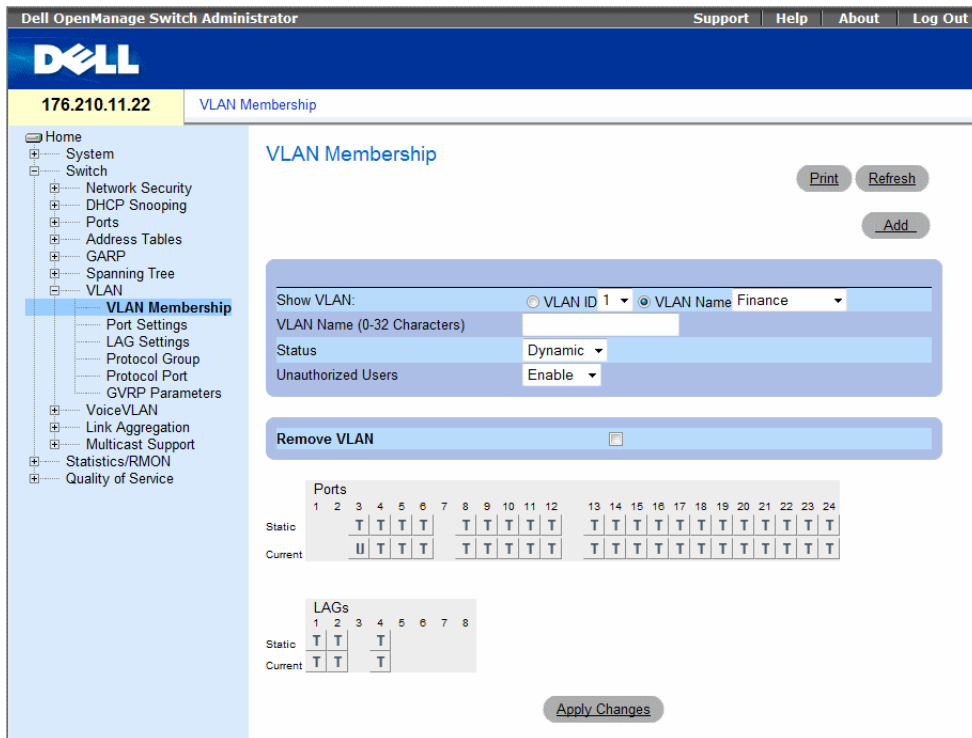 Dell OpenManage Switch Administrator
Support | Help | About | Log Out
DELL
176.210.11.22
VLAN Membership
Home
System
Switch
Network Security
DHCP Snooping
Ports
Address Tables
GARP
Spanning Tree
VLAN
VLAN Membership
Port Settings
LAG Settings
Protocol Group
Protocol Port
GVRP Parameters
VoiceVLAN
Link Aggregation
Multicast Support
Statistics/RMON
Quality of Service
VLAN Membership
Print Refresh
Add
Show VLAN: VLAN ID 1 VLAN Name Finance
VLAN Name (0-32 Characters)
Status Dynamic
Unauthorized Users Enable
Remove VLAN
Ports
1 2 3 4 5 6 7 8 9 10 11 12 13 14 15 16 17 18 19 20 21 22 23 24
Static T T T T T T T T T T T T T T T T T T T T T
Current U T T T T T T T T T T T T T T T T T T T T
LAGs
1 2 3 4 5 6 7 8
Static T T T
Current T T T
Apply Changes